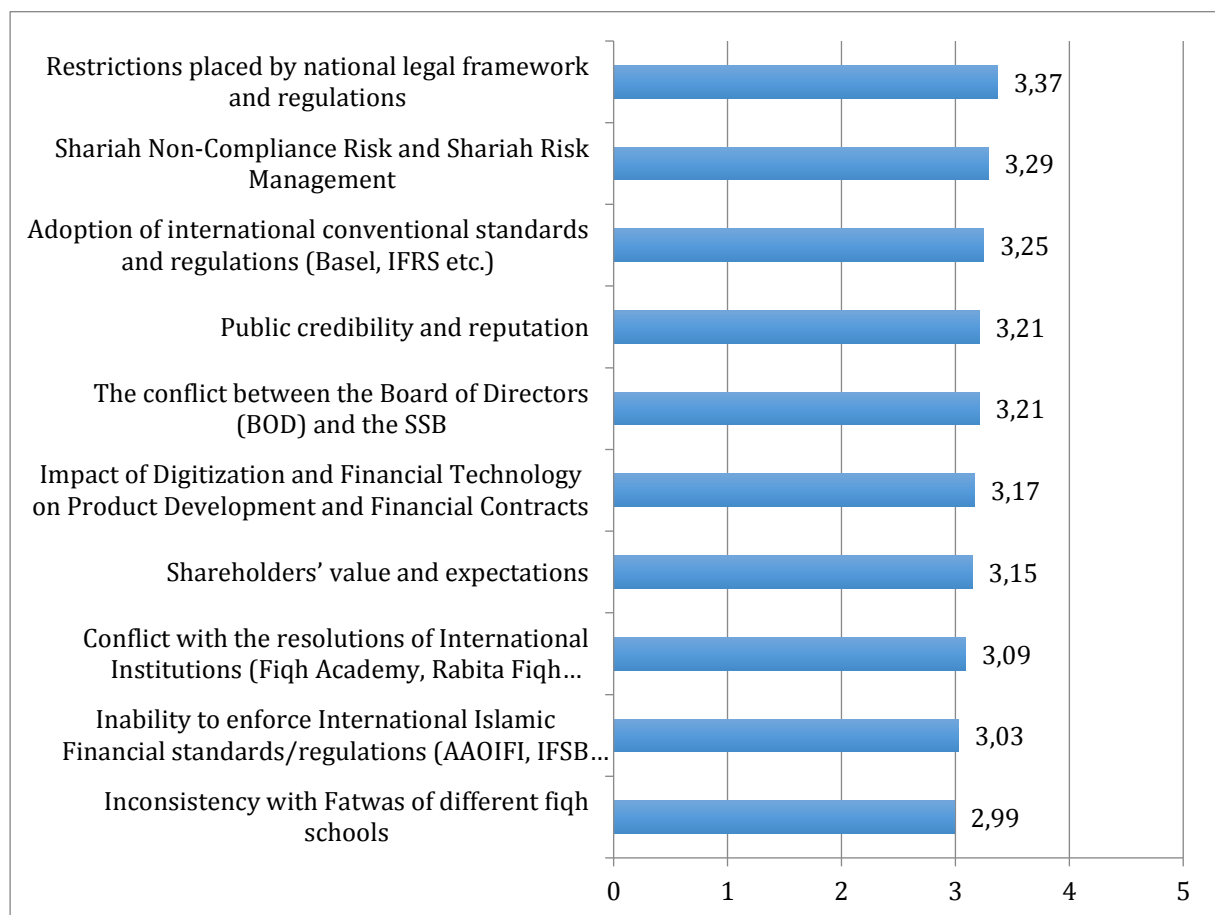 Restrictions placed by national legal framework
and regulations
3,37
Shariah Non-Compliance Risk and Shariah Risk
Management
3,29
Adoption of international conventional standards
and regulations (Basel, IFRS etc.)
3,25
Public credibility and reputation
3,21
The conflict between the Board of Directors
(BOD) and the SSB
3,21
Impact of Digitization and Financial Technology
on Product Development and Financial Contracts
3,17
Shareholders’ value and expectations
3,15
Conflict with the resolutions of International
Institutions (Fiqh Academy, Rabita Fiqh…
3,09
Inability to enforce International Islamic
Financial standards/regulations (AAOIFI, IFSB…
3,03
Inconsistency with Fatwas of different fiqh
schools
2,99
0 1 2 3 4 5